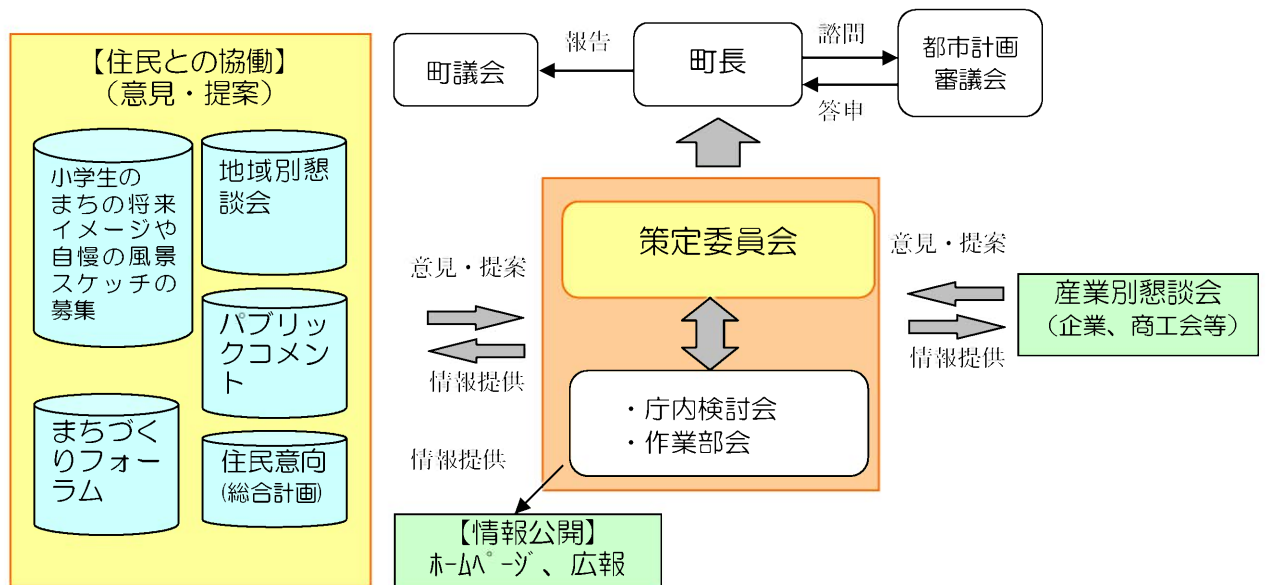 【住民との協働】
（意見・提案）
小学生の
まちの将来
イメージや
自慢の風景
スケッチの
募集
地域別懇
談会
パブリッ
クコメン
ト
まちづく
りフォー
ラム
住民意向
(総合計画)
町議会
報告
町長
諮問
答申
都市計画
審議会
策定委員会
・庁内検討会
・作業部会
意見・提案
情報提供
意見・提案
情報提供
産業別懇談会
（企業、商工会等）
情報提供
【情報公開】
ﾎｰﾑﾍﾟｰｼﾞ、広報